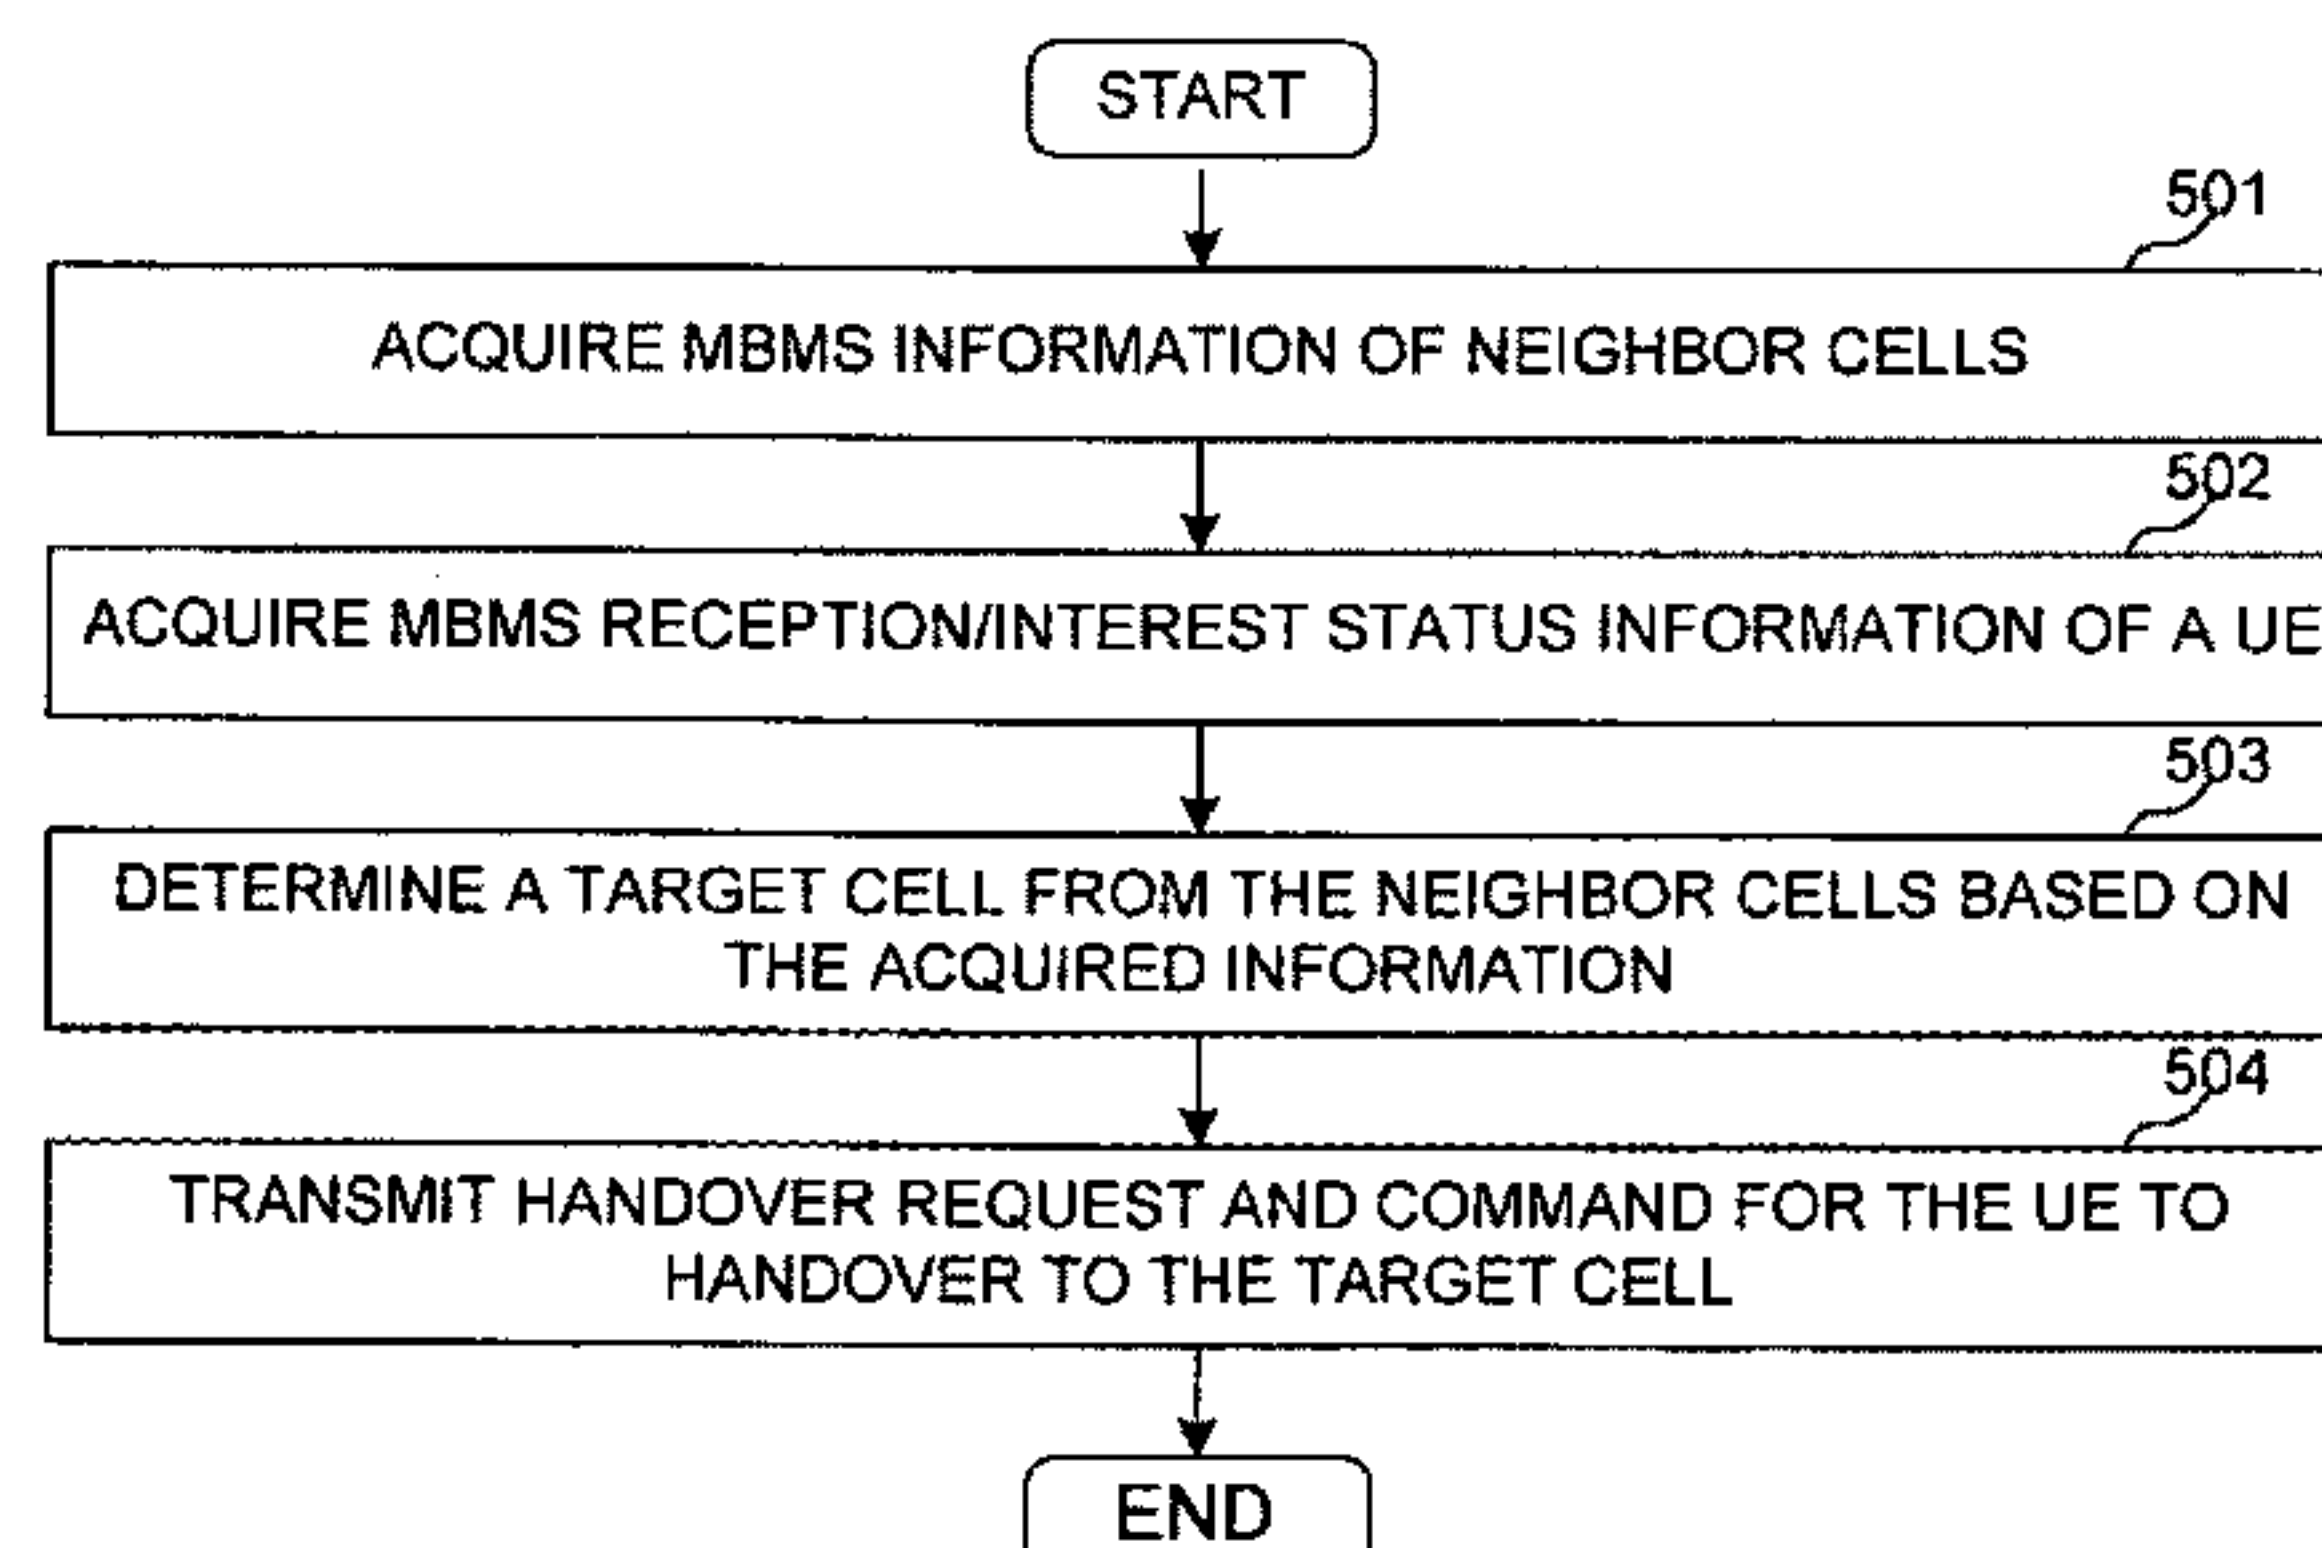 START
501
ACQUIRE MBMS INFORMATION OF NEIGHBOR CELLS
502
ACQUIRE MBMS RECEPTION/INTEREST STATUS INFORMATION OF A UE
503
DETERMINE A TARGET CELL FROM THE NEIGHBOR CELLS BASED ON
THE ACQUIRED INFORMATION
504
TRANSMIT HANDOVER REQUEST AND COMMAND FOR THE UE TO
HANDOVER TO THE TARGET CELL
END